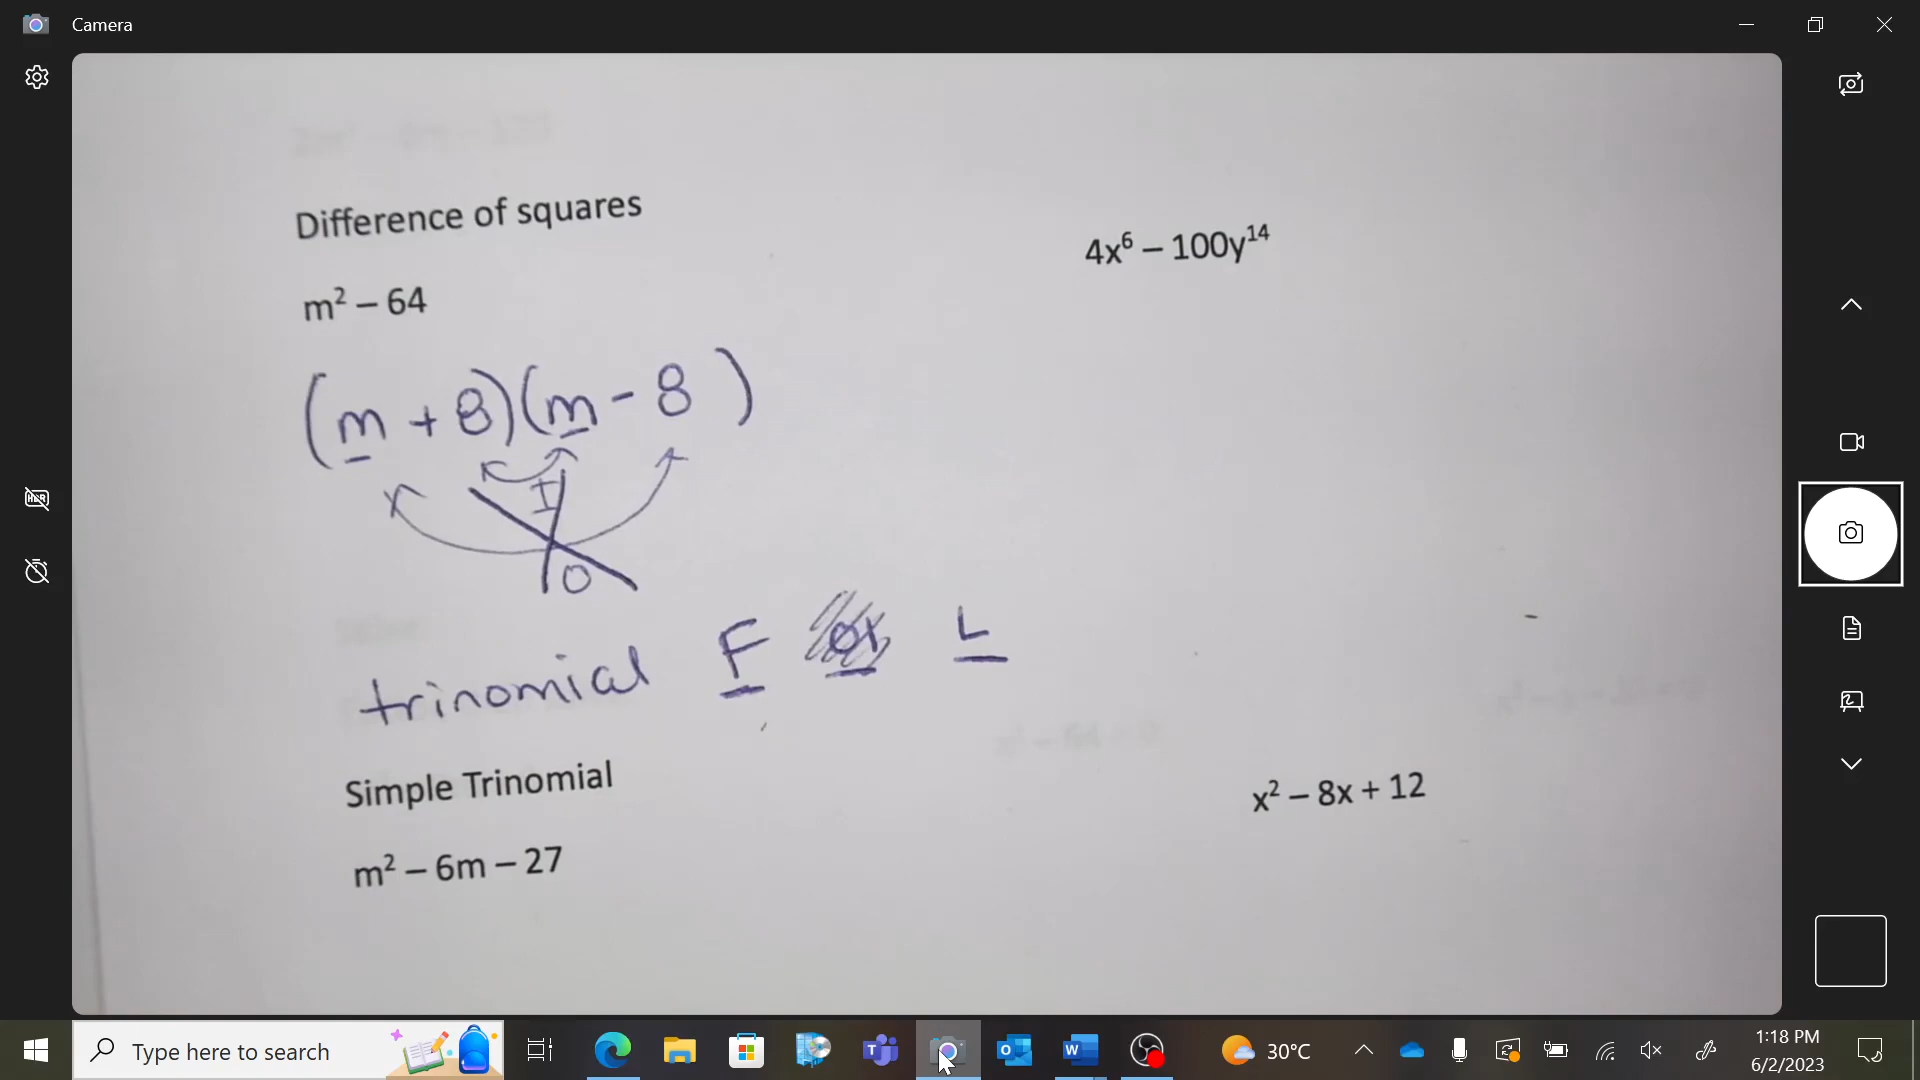 Camera
Difference of squares
4x⁶ – 100y¹⁴
m² – 64
(m + 8)(m - 8)
I
O
trinomial F L
Simple Trinomial
x² – 8x + 12
m² – 6m – 27
Type here to search
30°C
1:18 PM
6/2/2023